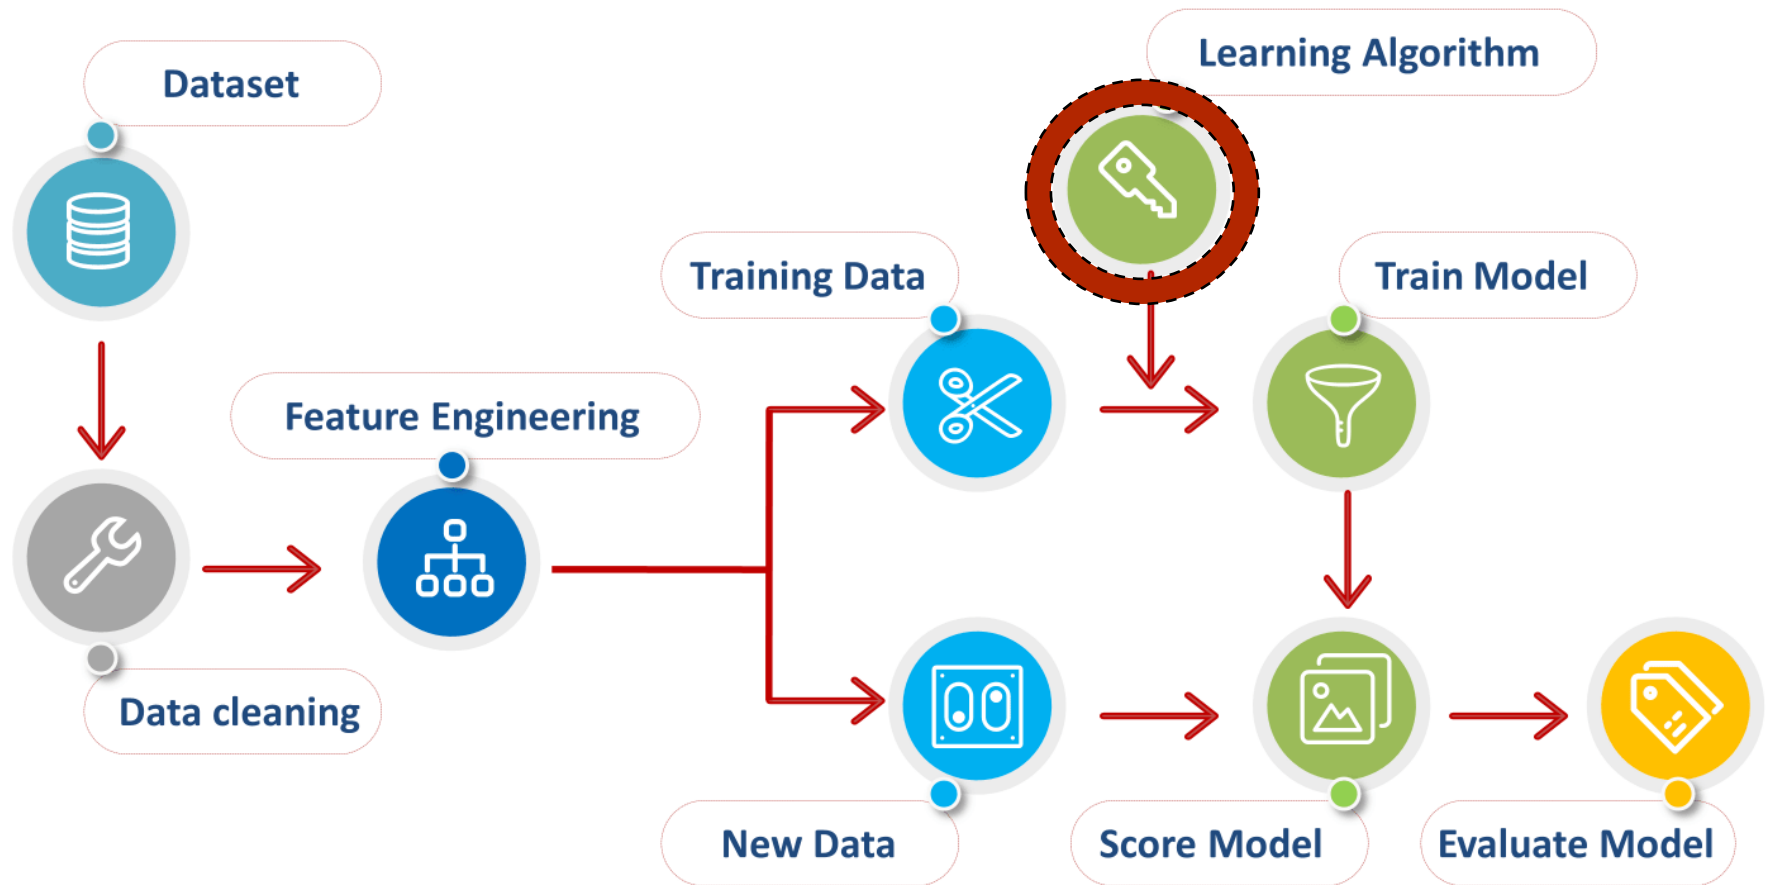 Dataset
Learning Algorithm
Training Data
Train Model
Feature Engineering
Data cleaning
New Data
Score Model
Evaluate Model